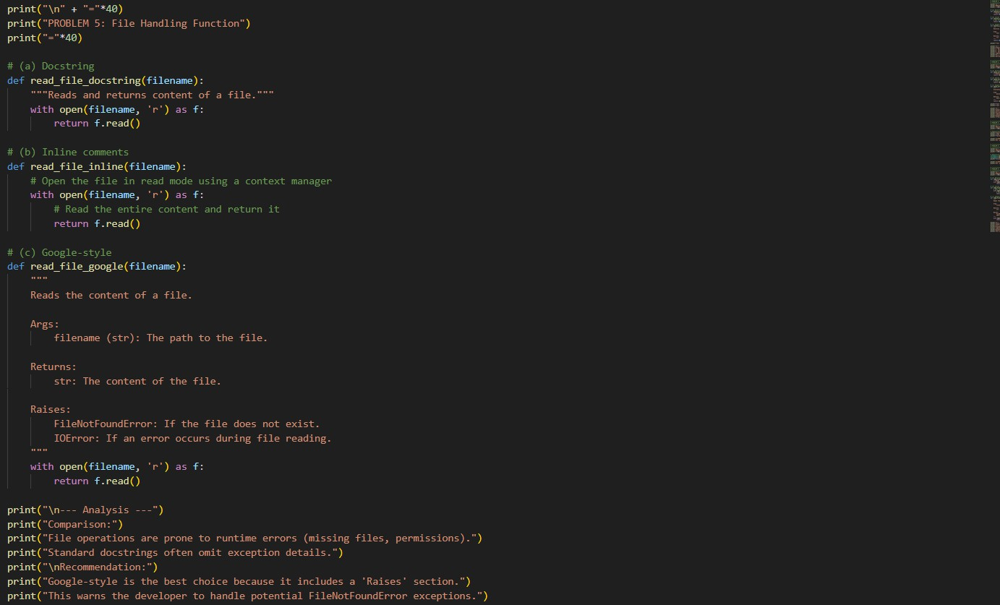 print("\n" + "="*40)
print("PROBLEM 5: File Handling Function")
print("="*40)

# (a) Docstring
def read_file_docstring(filename):
    """Reads and returns content of a file."""
    with open(filename, 'r') as f:
        return f.read()

# (b) Inline comments
def read_file_inline(filename):
    # Open the file in read mode using a context manager
    with open(filename, 'r') as f:
        # Read the entire content and return it
        return f.read()

# (c) Google-style
def read_file_google(filename):
    """
    Reads the content of a file.

    Args:
        filename (str): The path to the file.

    Returns:
        str: The content of the file.

    Raises:
        FileNotFoundError: If the file does not exist.
        IOError: If an error occurs during file reading.
    """
    with open(filename, 'r') as f:
        return f.read()

print("\n--- Analysis ---")
print("Comparison:")
print("File operations are prone to runtime errors (missing files, permissions).")
print("Standard docstrings often omit exception details.")
print("\nRecommendation:")
print("Google-style is the best choice because it includes a 'Raises' section.")
print("This warns the developer to handle potential FileNotFoundError exceptions.")